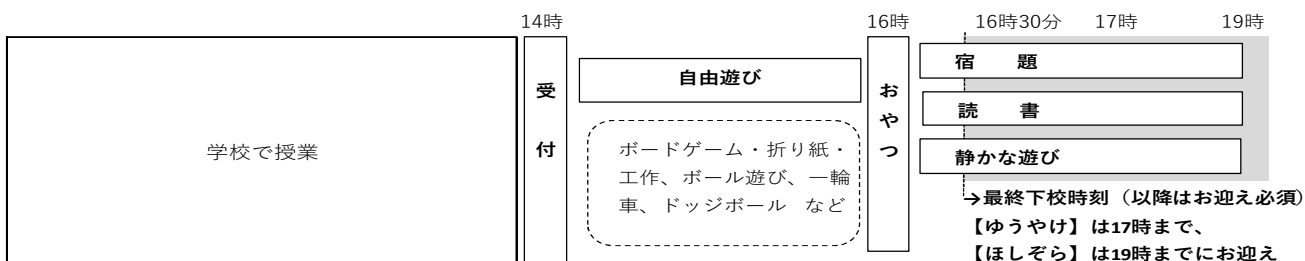 14時
16時
16時30分
17時
19時
学校で授業
受付
自由遊び
ボードゲーム・折り紙・
工作、ボール遊び、一輪
車、ドッジボール など
おやつ
宿 題
読 書
静かな遊び
→最終下校時刻（以降はお迎え必須）
【ゆうやけ】は17時まで、
【ほしぞら】は19時までにお迎え